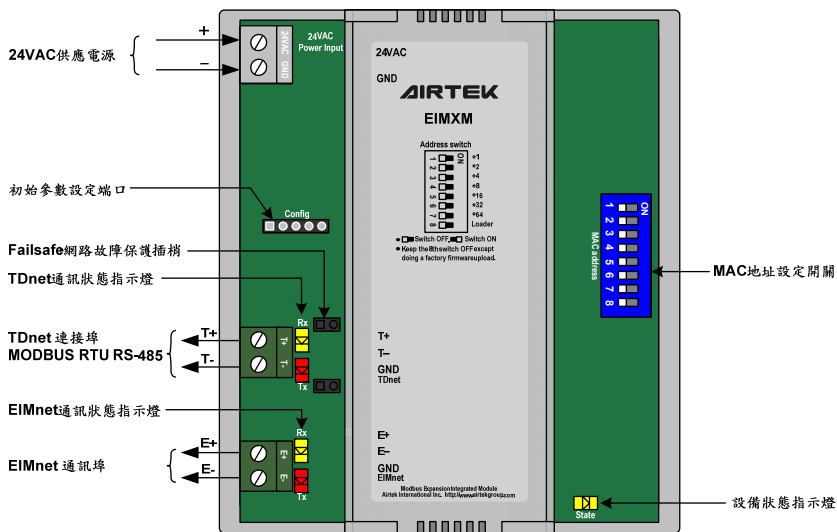 24VAC供應電源
+
−
24VAC GND
24VAC
Power Input
初始參數設定端口
Config
Failsafe網路故障保護插梢
TDnet通訊狀態指示燈
Rx
TDnet 連接埠
MODBUS RTU RS-485
T+
T-
T+
T-
Tx
EIMnet通訊狀態指示燈
Rx
EIMnet 通訊埠
E+
E-
E+
E-
Tx
24VAC
GND
AIRTEK
EIMXM
Address switch
ON
1 +1
2 +2
3 +4
4 +8
5 +16
6 +32
7 +64
8 Loader
• Switch OFF, Switch ON
• Keep the 8th switch OFF except
doing a factory firmware upload.
T+
T−
GND
TDnet
E+
E−
GND
EIMnet
Modbus Expansion Integrated Module
Airtek International Inc. http://www.airtekgroup.com
MAC address
1 2 3 4 5 6 7 8
ON
MAC地址設定開關
State
設備狀態指示燈